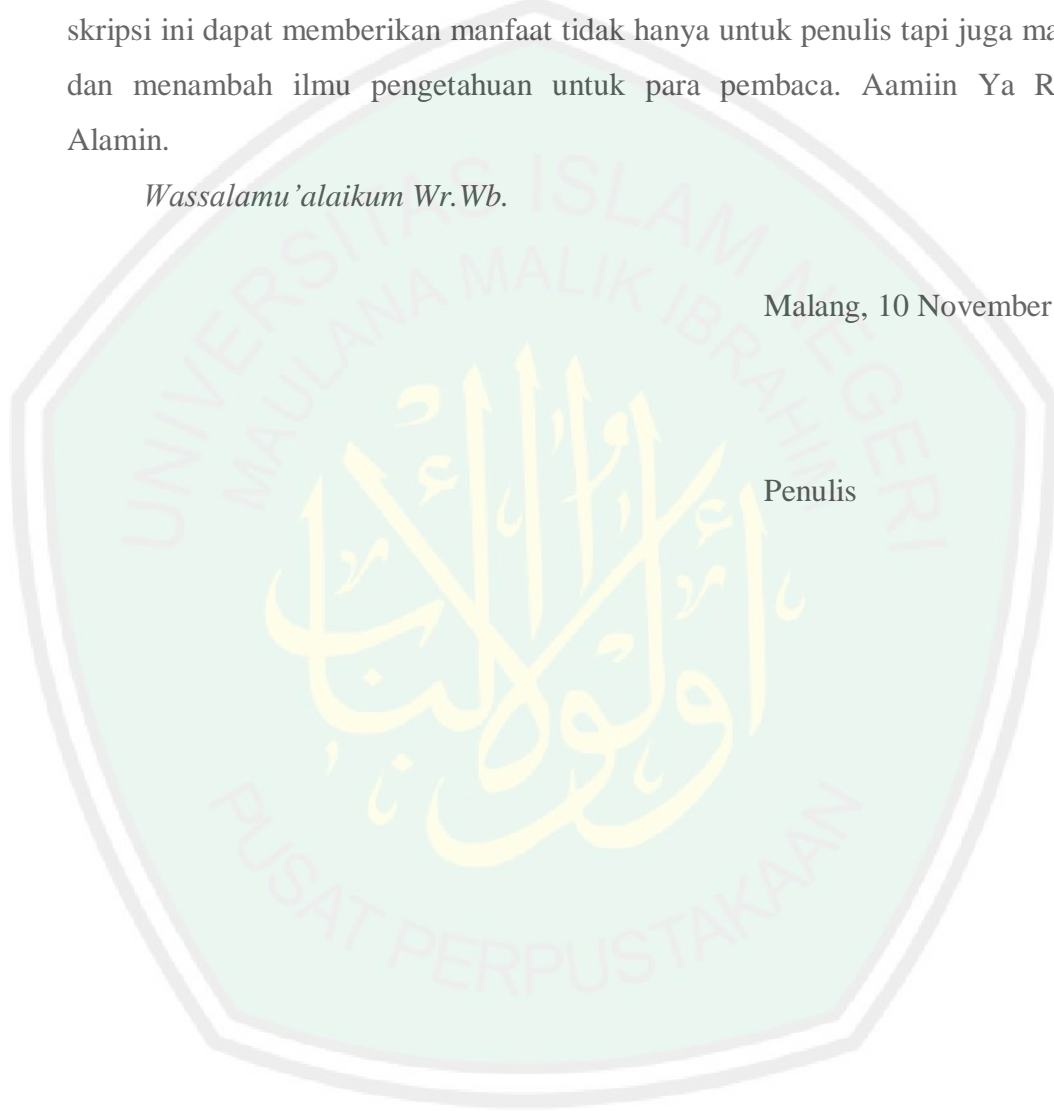 skripsi ini dapat memberikan manfaat tidak hanya untuk penulis tapi juga ma
dan menambah ilmu pengetahuan untuk para pembaca. Aamiin Ya R
Alamin.
Wassalamu’alaikum Wr.Wb.
UNIVERSITAS ISLAM NEGERI
MAULANA MALIK IBRAHIM
Malang, 10 November
Penulis
PUSAT PERPUSTAKAAN